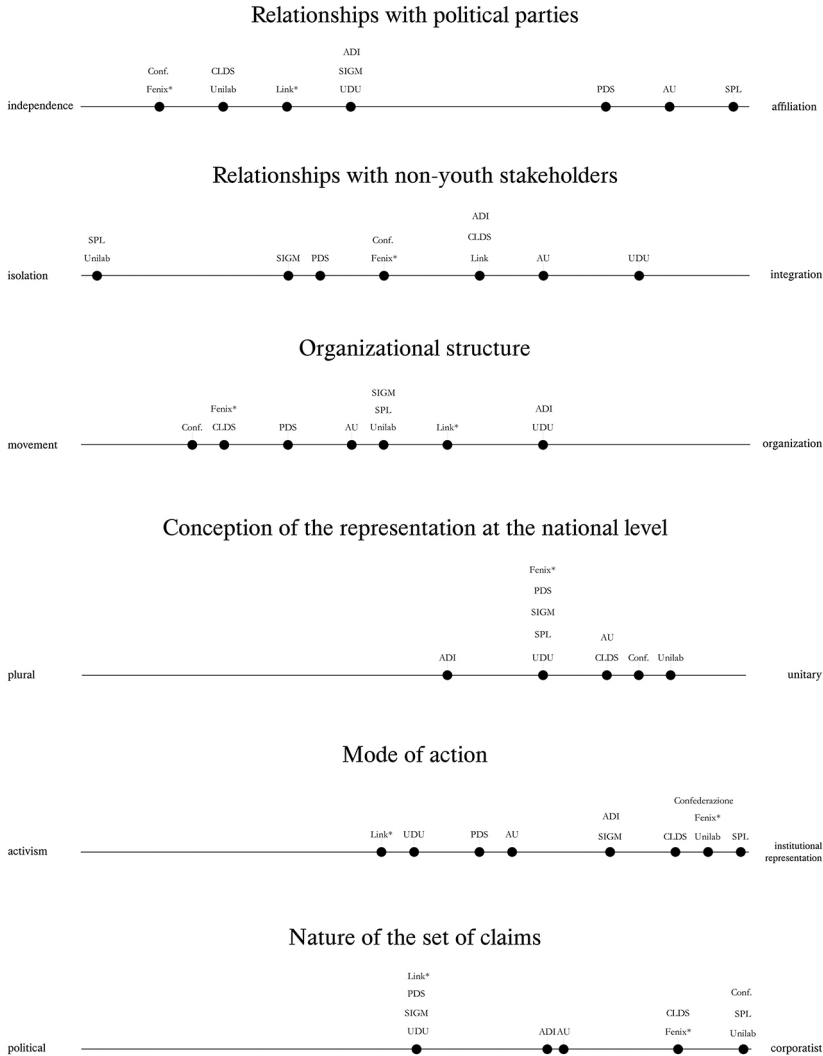 Relationships with political parties
ADI
Conf. CLDS SIGM
Fenix* Unilab Link* UDU PDS AU SPL
independence affiliation
Relationships with non-youth stakeholders
ADI
SPL Conf. CLDS
Unilab SIGM PDS Fenix* Link AU UDU
isolation integration
Organizational structure
SIGM
Fenix* SPL ADI
Conf. CLDS PDS AU Unilab Link* UDU
movement organization
Conception of the representation at the national level
Fenix*
PDS
SIGM
SPL AU
ADI UDU CLDS Conf. Unilab
plural unitary
Mode of action
Confederazione
ADI Fenix*
Link* UDU PDS AU SIGM CLDS Unilab SPL
activism institutional
representation
Nature of the set of claims
Link*
PDS Conf.
SIGM CLDS SPL
UDU ADI AU Fenix* Unilab
political corporatist